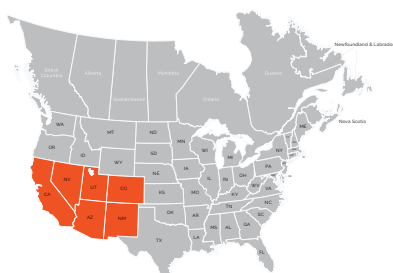 Newfoundland & Labrado
British
Columbia
Alberta
Manitoba
Quebec
Saskatchewan
Ontario
Nova Scotia
WA
MT
ND
MN
ME
OR
ID
WY
SD
WI
MI
NY
NE
IA
PA
NV
UT
CO
KS
MO
IL
IN
OH
WV
VA
KY
CA
AZ
NM
OK
AR
TN
NC
SC
TX
LA
MS
AL
GA
FL